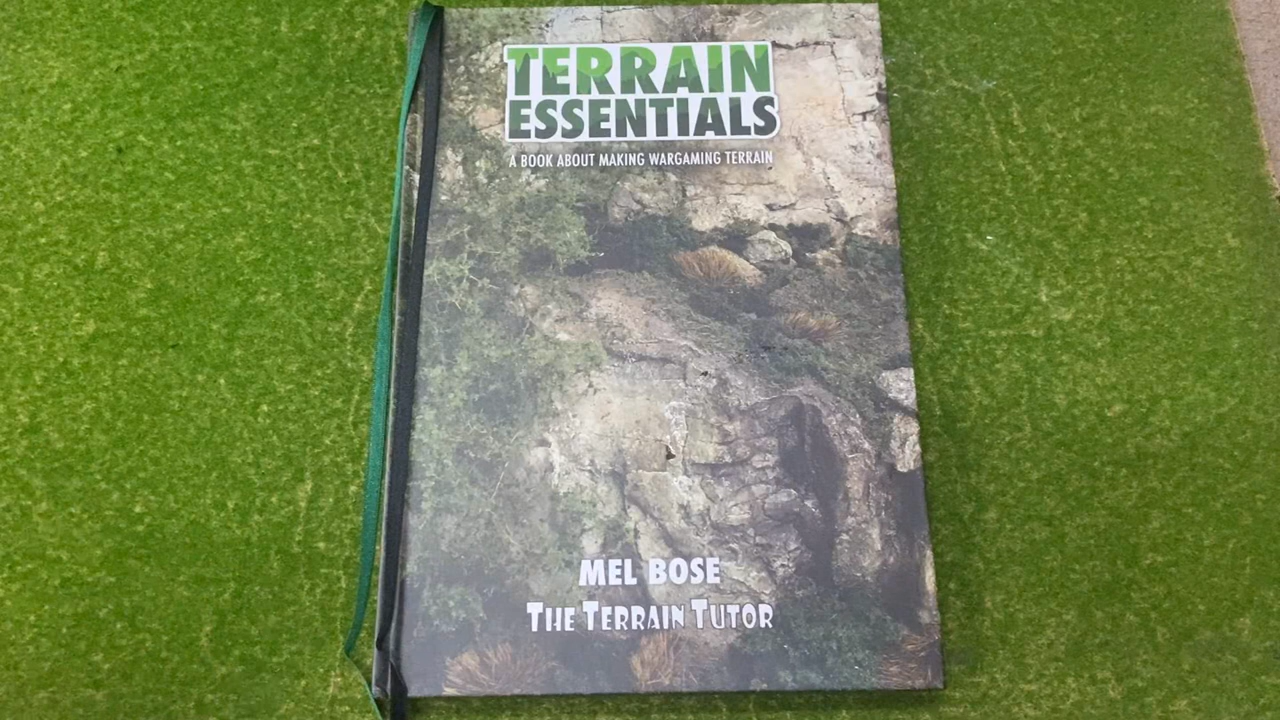 TERRAIN
ESSENTIALS
A BOOK ABOUT MAKING WARGAMING TERRAIN
MEL BOSE
THE TERRAIN TUTOR